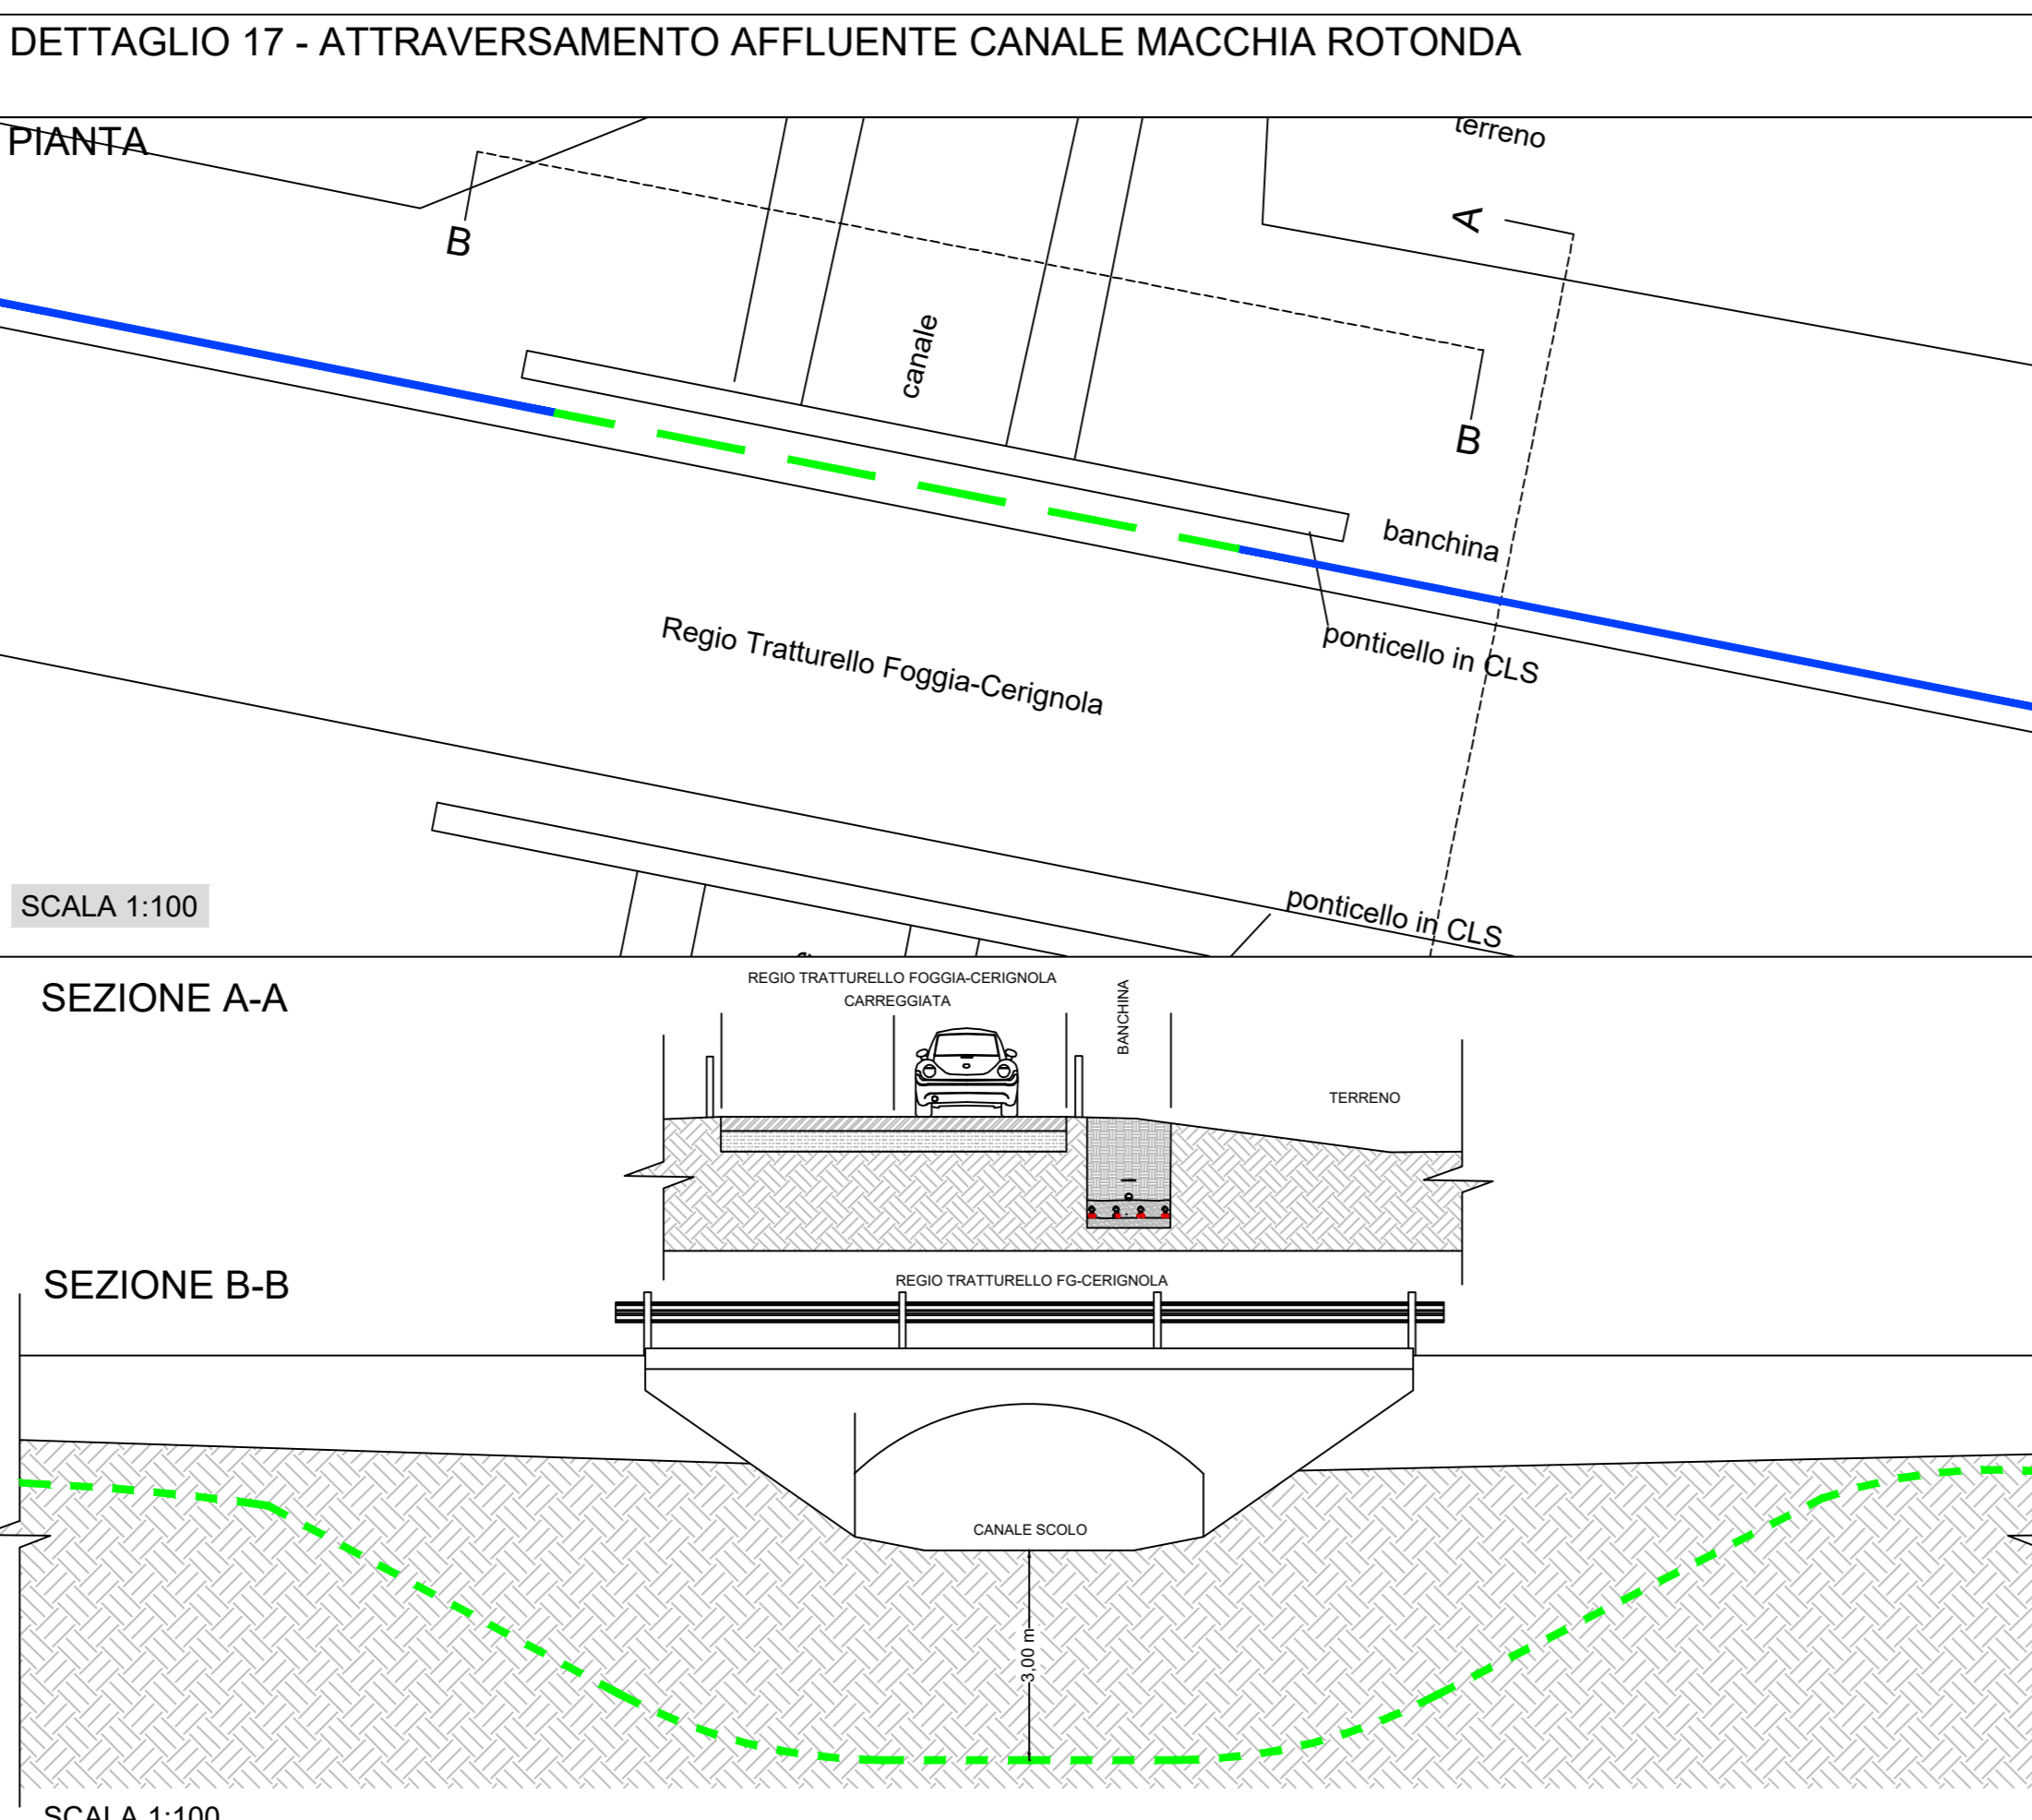 DETTAGLIO 17 - ATTRAVERSAMENTO AFFLUENTE CANALE MACCHIA ROTONDA
PIANTA
terreno
A
B
canale
B
banchina
ponticello in CLS
Regio Tratturello Foggia-Cerignola
ponticello in CLS
SCALA 1:100
SEZIONE A-A
REGIO TRATTURELLO FOGGIA-CERIGNOLA
CARREGGIATA
BANCHINA
TERRENO
SEZIONE B-B
REGIO TRATTURELLO FG-CERIGNOLA
CANALE SCOLO
3,00 m
SCALA 1:100